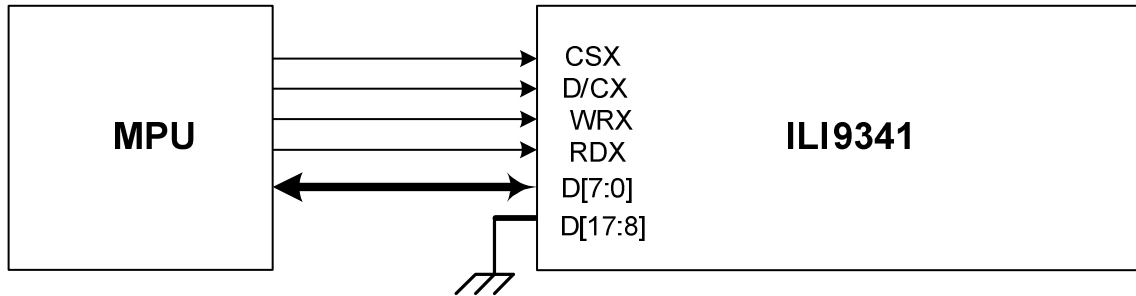 MPU
CSX
D/CX
WRX
RDX
D[7:0]
D[17:8]
ILI9341